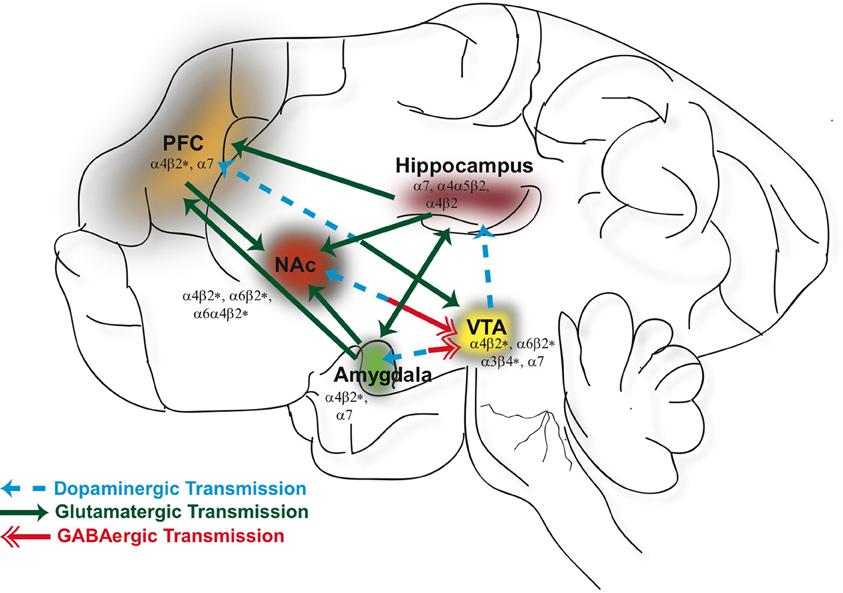 PFC
α4β2*, α7
Hippocampus
α7, α4α5β2,
α4β2
NAc
α4β2*, α6β2*,
α6α4β2*
VTA
α4β2*, α6β2*
α3β4*, α7
Amygdala
α4β2*,
α7
Dopaminergic Transmission
Glutamatergic Transmission
GABAergic Transmission